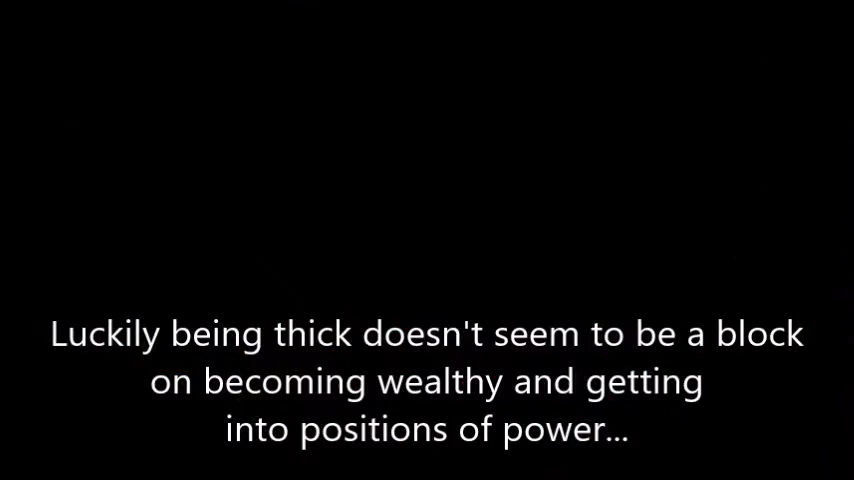 Luckily being thick doesn't seem to be a block
on becoming wealthy and getting
into positions of power...